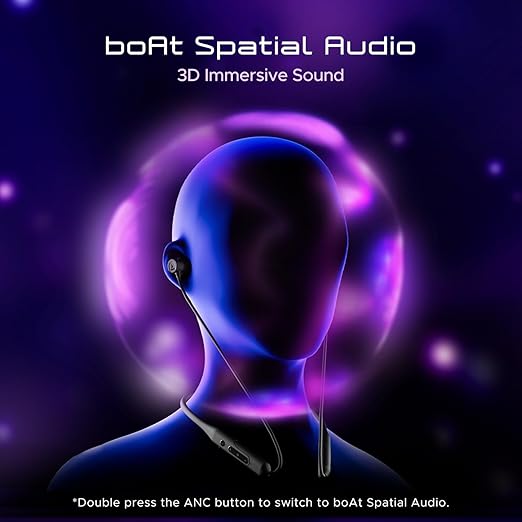 boAt Spatial Audio
3D Immersive Sound
*Double press the ANC button to switch to boAt Spatial Audio.